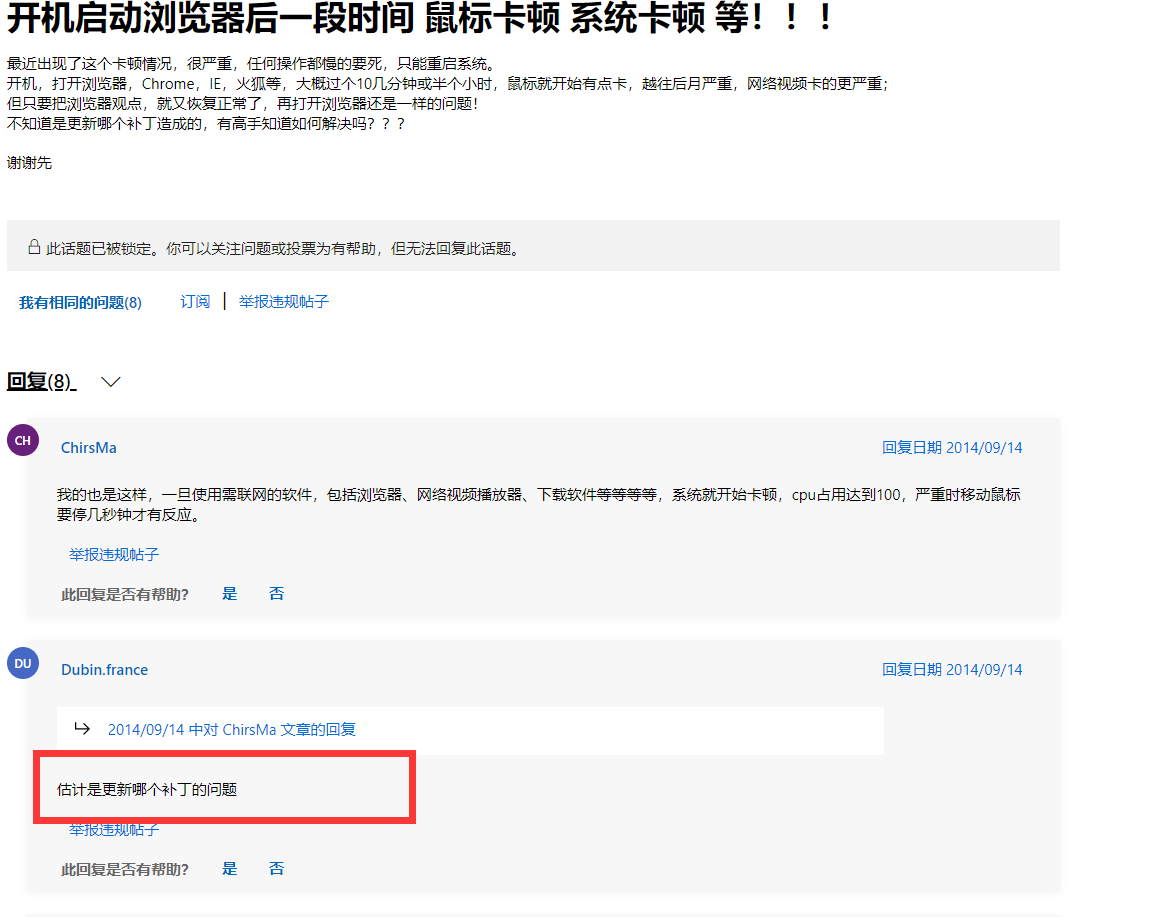 开机启动浏览器后一段时间 鼠标卡顿 系统卡顿 等！！！
最近出现了这个卡顿情况，很严重，任何操作都慢的要死，只能重启系统。
开机，打开浏览器，Chrome，IE，火狐等，大概过个10几分钟或半个小时，鼠标就开始有点卡，越往后月严重，网络视频卡的更严重；
但只要把浏览器观点，就又恢复正常了，再打开浏览器还是一样的问题！
不知道是更新哪个补丁造成的，有高手知道如何解决吗？？？
谢谢先
此话题已被锁定。你可以关注问题或投票为有帮助，但无法回复此话题。
我有相同的问题(8) 订阅 | 举报违规帖子
回复(8)
CH ChirsMa 回复日期 2014/09/14
我的也是这样，一旦使用需联网的软件，包括浏览器、网络视频播放器、下载软件等等等等，系统就开始卡顿，cpu占用达到100，严重时移动鼠标
要停几秒钟才有反应。
举报违规帖子
此回复是否有帮助? 是 否
DU Dubin.france 回复日期 2014/09/14
2014/09/14 中对 ChirsMa 文章的回复
估计是更新哪个补丁的问题
举报违规帖子
此回复是否有帮助? 是 否